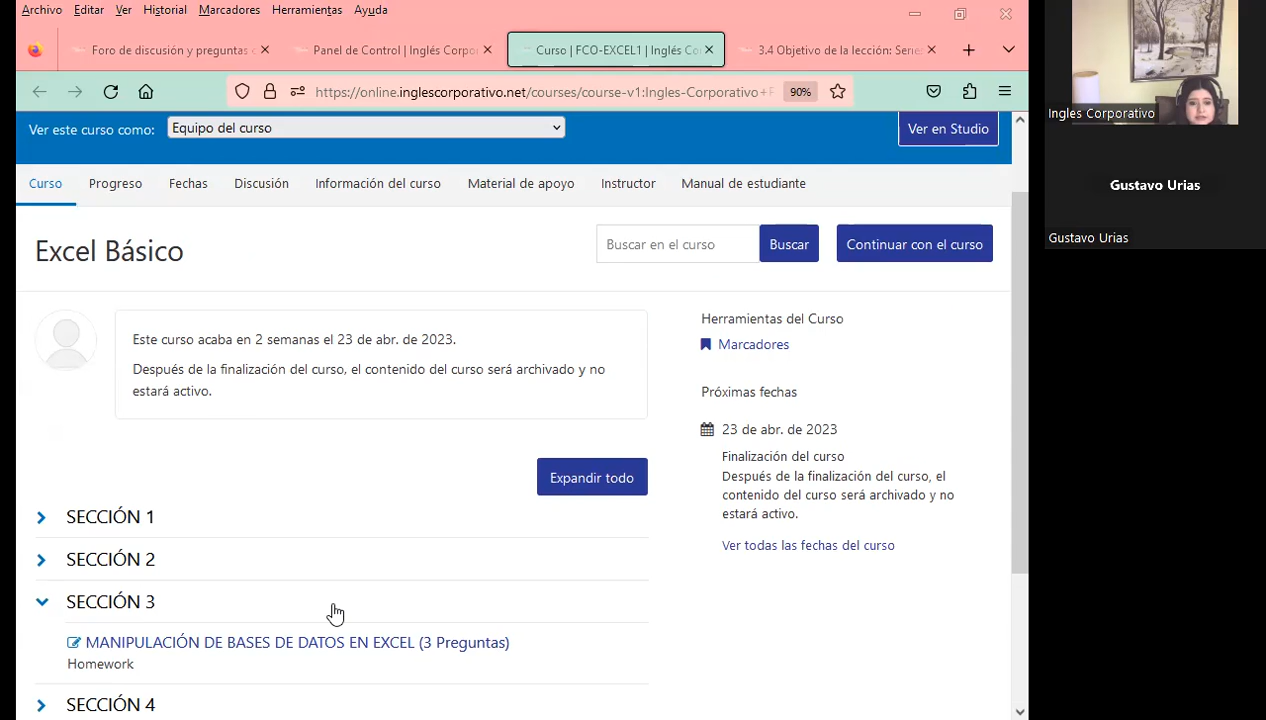 Archivo Editar Ver Historial Marcadores Herramientas Ayuda
Foro de discusión y preguntas
Panel de Control | Inglés Corpor
Curso | FCO-EXCEL1 | Inglés Co
3.4 Objetivo de la lección: Serie
https://online.inglescorporativo.net/courses/course-v1:Ingles-Corporativo+F
90%
Ver este curso como:
Equipo del curso
Ver en Studio
Curso Progreso Fechas Discusión Información del curso Material de apoyo Instructor Manual de estudiante
Excel Básico
Buscar en el curso
Buscar
Continuar con el curso
Este curso acaba en 2 semanas el 23 de abr. de 2023.
Después de la finalización del curso, el contenido del curso será archivado y no
estará activo.
Expandir todo
SECCIÓN 1
SECCIÓN 2
SECCIÓN 3
MANIPULACIÓN DE BASES DE DATOS EN EXCEL (3 Preguntas)
Homework
SECCIÓN 4
Herramientas del Curso
Marcadores
Próximas fechas
23 de abr. de 2023
Finalización del curso
Después de la finalización del curso, el
contenido del curso será archivado y no
estará activo.
Ver todas las fechas del curso
Ingles Corporativo
Gustavo Urias
Gustavo Urias